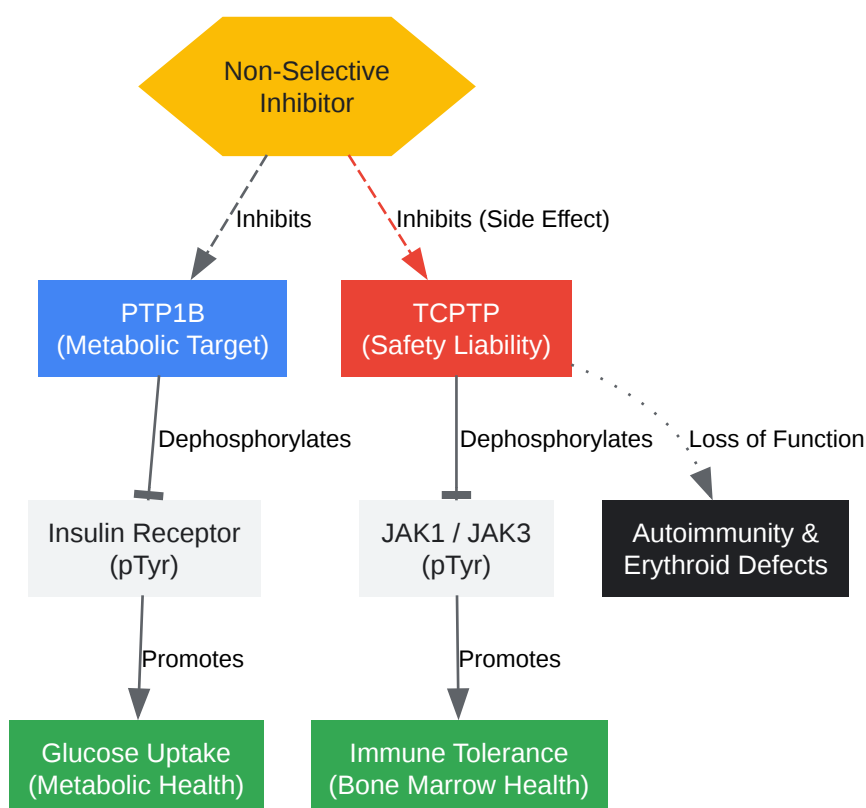 Non-Selective
Inhibitor
Inhibits
Inhibits (Side Effect)
PTP1B
(Metabolic Target)
TCPTP
(Safety Liability)
Dephosphorylates
Dephosphorylates
Loss of Function
Insulin Receptor
(pTyr)
JAK1 / JAK3
(pTyr)
Autoimmunity &
Erythroid Defects
Promotes
Promotes
Glucose Uptake
(Metabolic Health)
Immune Tolerance
(Bone Marrow Health)